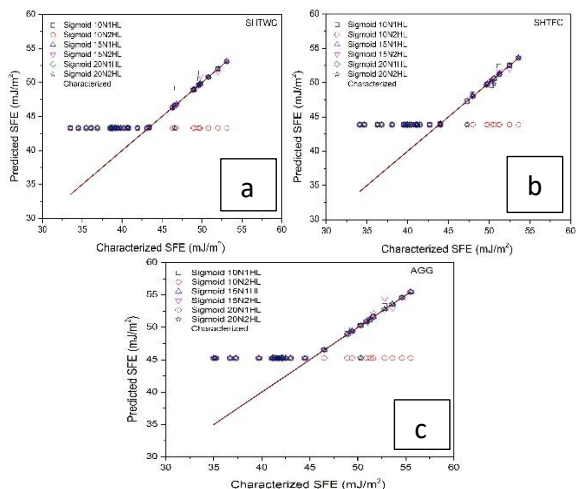 SHTWC
Sigmoid 10N1HL
Sigmoid 10N2HL
Sigmoid 15N1HL
Sigmoid 15N2HL
Sigmoid 20N1HL
Sigmoid 20N2HL
Characterized
Predicted SFE (mJ/m²)
60
55
50
45
40
35
30
30 35 40 45 50 55 60
Characterized SFE (mJ/m²)
a
SHTFC
Sigmoid 10N1HL
Sigmoid 10N2HL
Sigmoid 15N1HL
Sigmoid 15N2HL
Sigmoid 20N1HL
Sigmoid 20N2HL
Characterized
Predicted SFE (mJ/m²)
60
55
50
45
40
35
30
30 35 40 45 50 55 60
Characterized SFE (mJ/m²)
b
AGG
Sigmoid 10N1HL
Sigmoid 10N2HL
Sigmoid 15N1HL
Sigmoid 15N2HL
Sigmoid 20N1HL
Sigmoid 20N2HL
Characterized
Predicted SFE (mJ/m²)
60
55
50
45
40
35
30
30 35 40 45 50 55 60
Characterized SFE (mJ/m²)
c